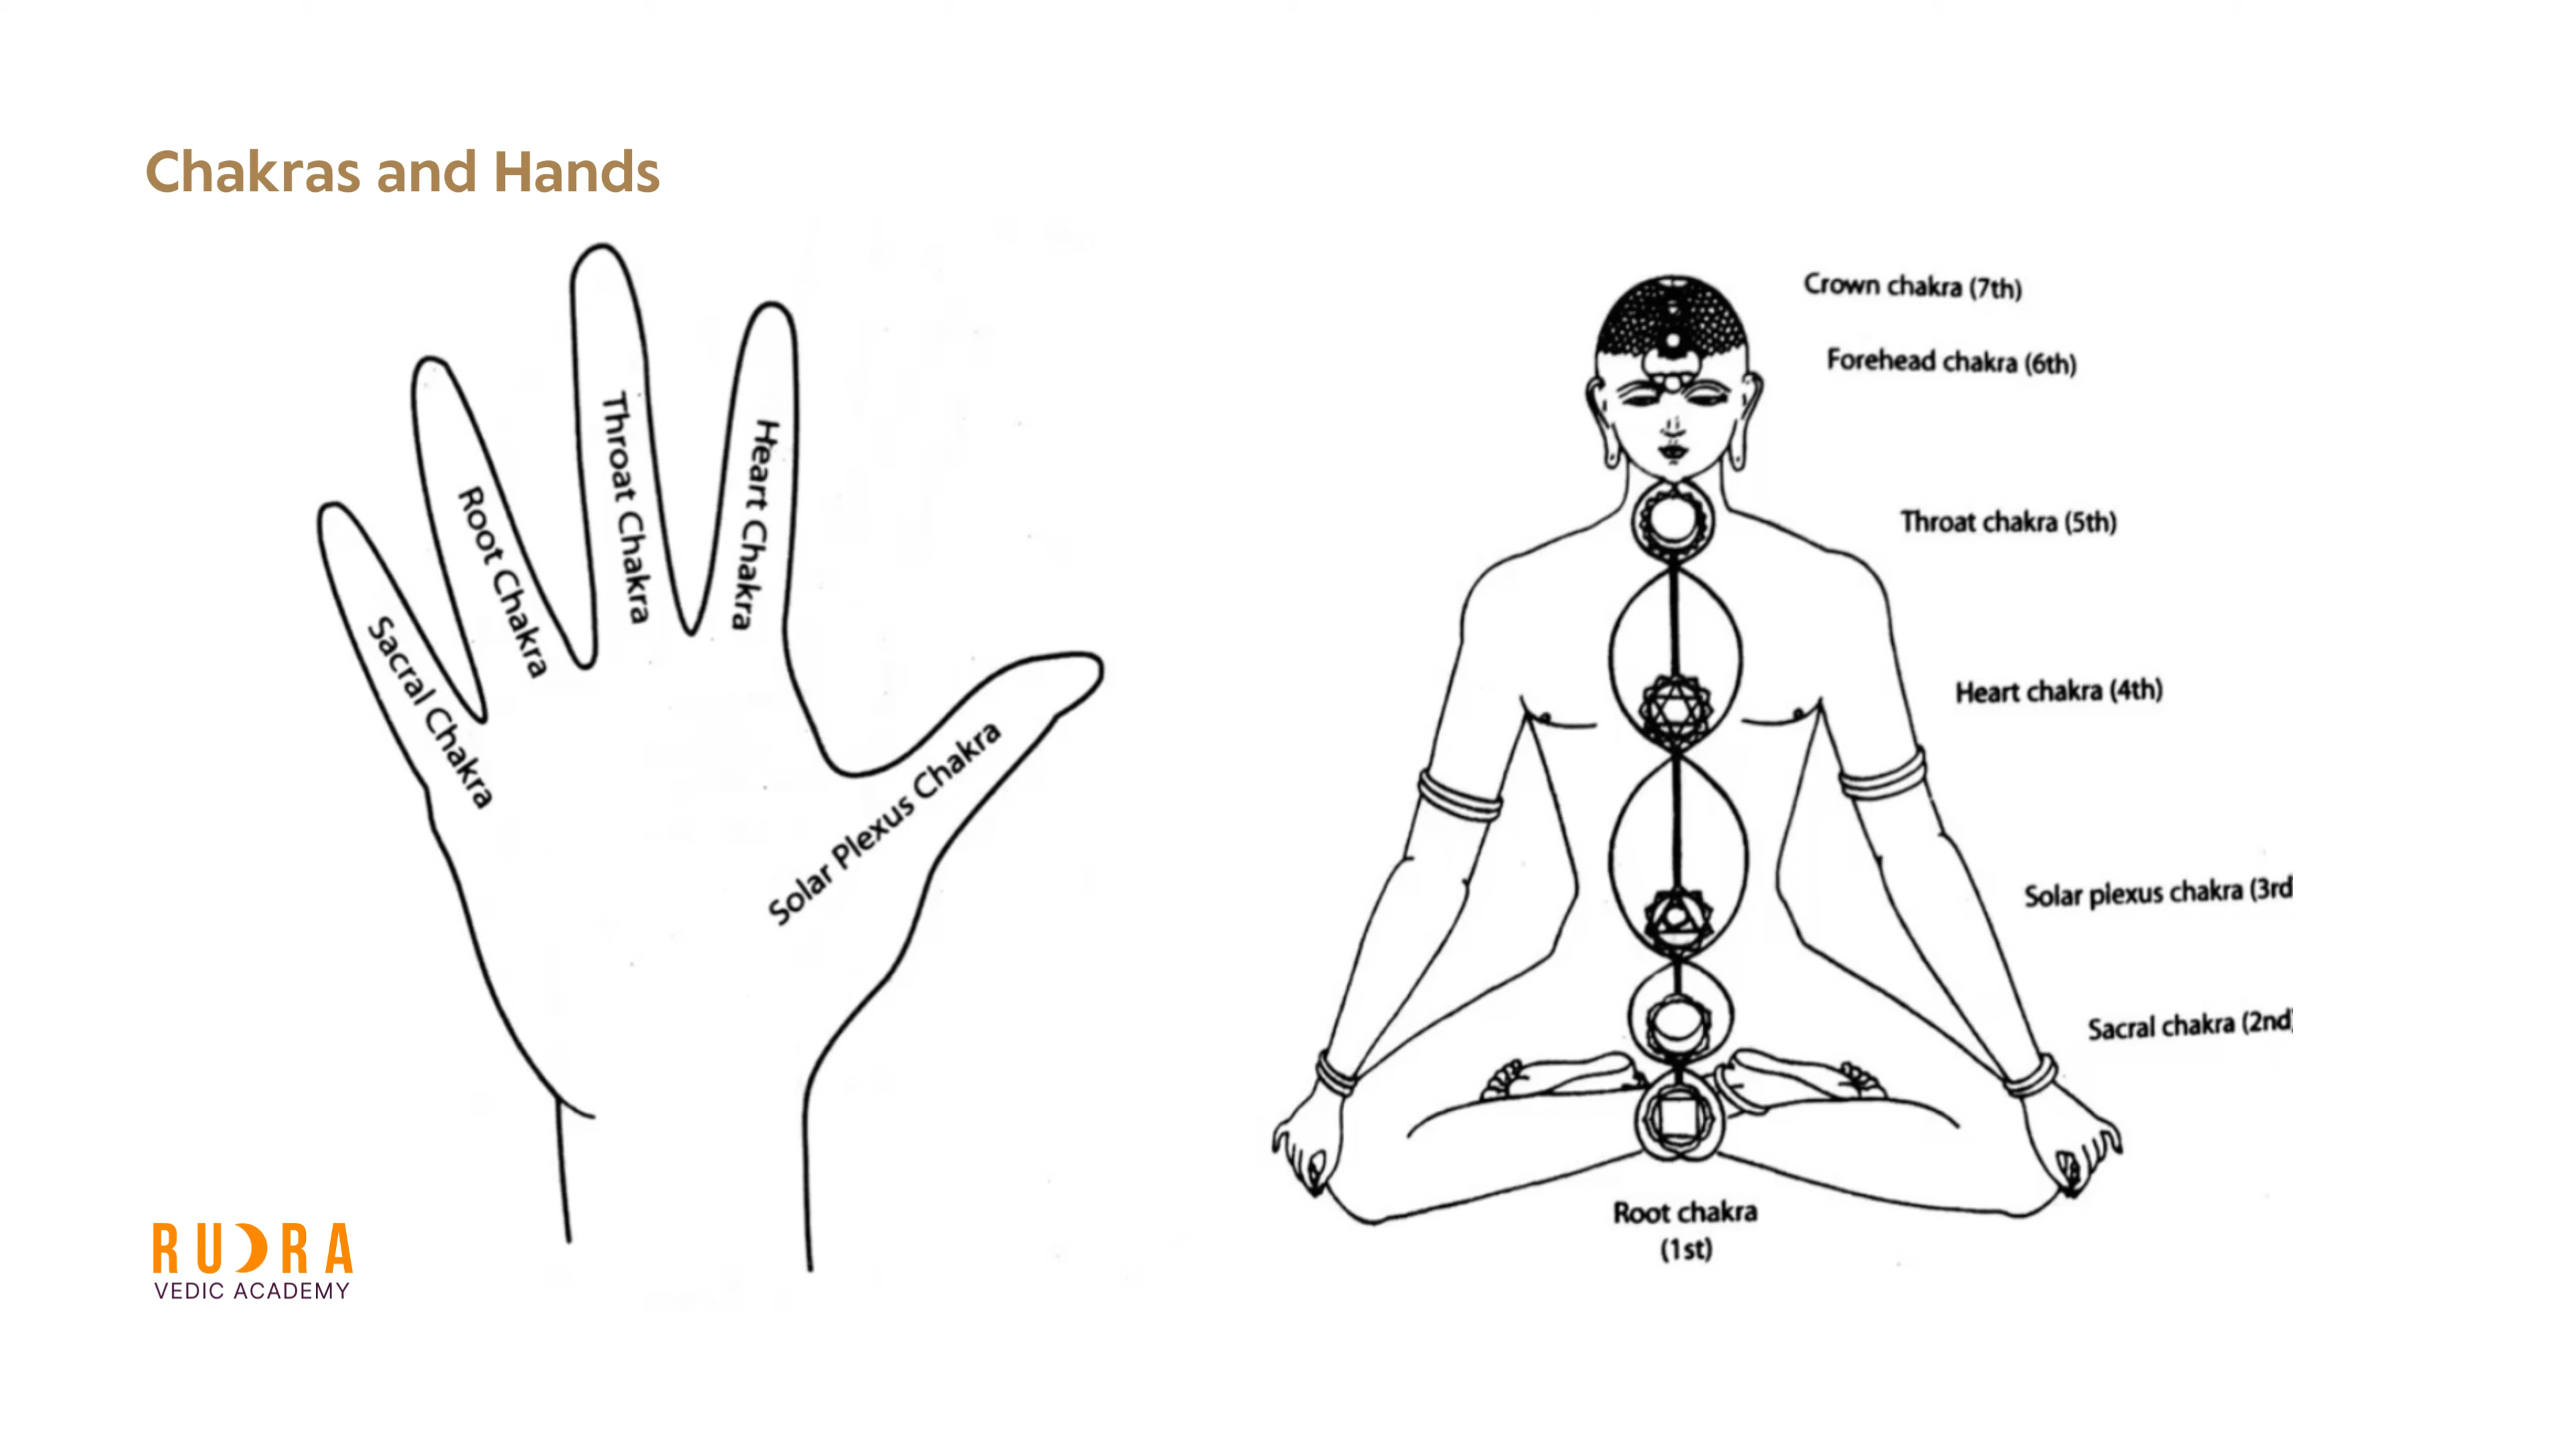 Chakras and Hands
Sacral Chakra
Root Chakra
Throat Chakra
Heart Chakra
Solar Plexus Chakra
Crown chakra (7th)
Forehead chakra (6th)
Throat chakra (5th)
Heart chakra (4th)
Solar plexus chakra (3rd
Sacral chakra (2nd
Root chakra
(1st)
RUDRA
VEDIC ACADEMY